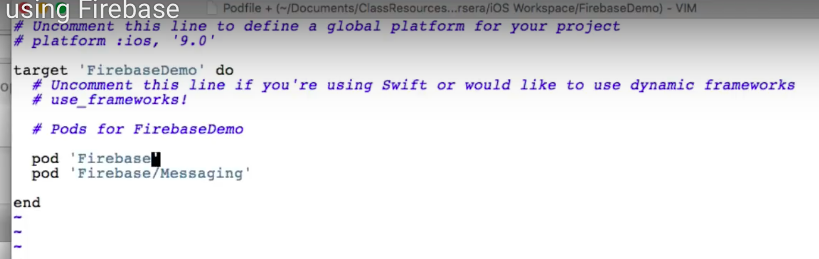 using Firebase
Podfile + (~/Documents/ClassResources...rsera/iOS Workspace/FirebaseDemo) - VIM
# Uncomment this line to define a global platform for your project
# platform :ios, '9.0'
target 'FirebaseDemo' do
# Uncomment this line if you're using Swift or would like to use dynamic frameworks
# use_frameworks!
# Pods for FirebaseDemo
pod 'Firebase'
pod 'Firebase/Messaging'
end
~
~
~